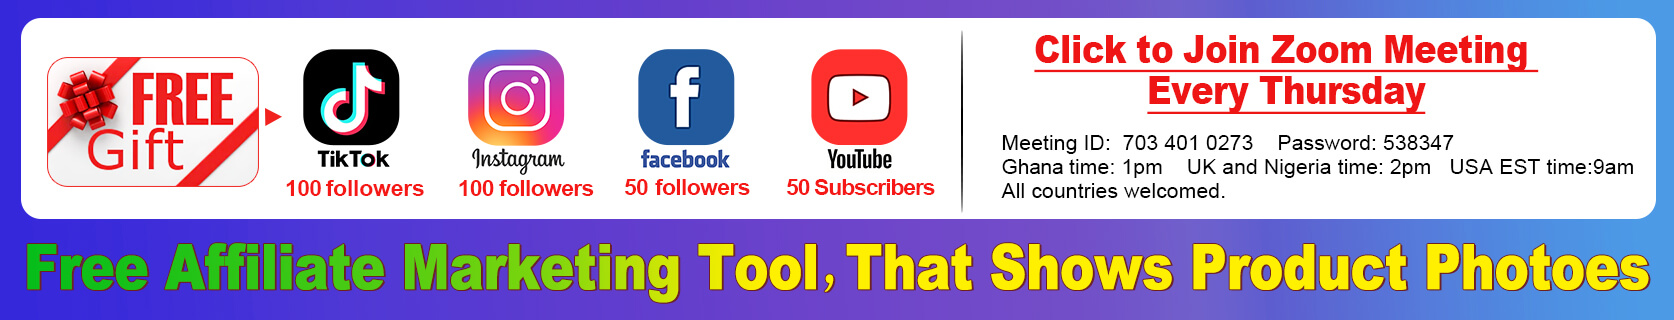 FREE
Gift
TikTok
100 followers
Instagram
100 followers
facebook
50 followers
YouTube
50 Subscribers
Click to Join Zoom Meeting
Every Thursday
Meeting ID: 703 401 0273 Password: 538347
Ghana time: 1pm UK and Nigeria time: 2pm USA EST time:9am
All countries welcomed.
Free Affiliate Marketing Tool, That Shows Product Photoes